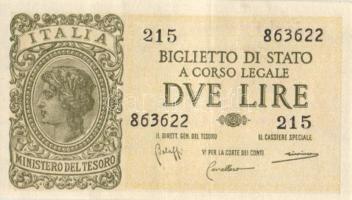 ITALIA
MINISTERO DEL TESORO
215 863622
BIGLIETTO DI STATO
A CORSO LEGALE
DVE LIRE
863622 215
IL DIRETT. GEN. DEL TESORO IL CASSIERE SPECIALE
Vº PER LA CORTE DEI CONTI